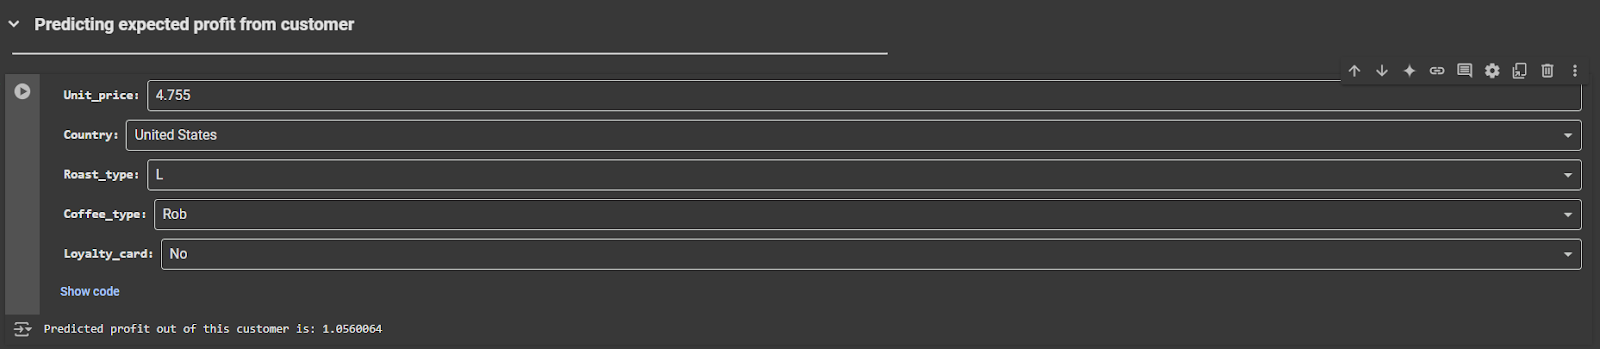 Predicting expected profit from customer
Unit_price: 4.755
Country: United States
Roast_type: L
Coffee_type: Rob
Loyalty_card: No
Show code
Predicted profit out of this customer is: 1.0560064